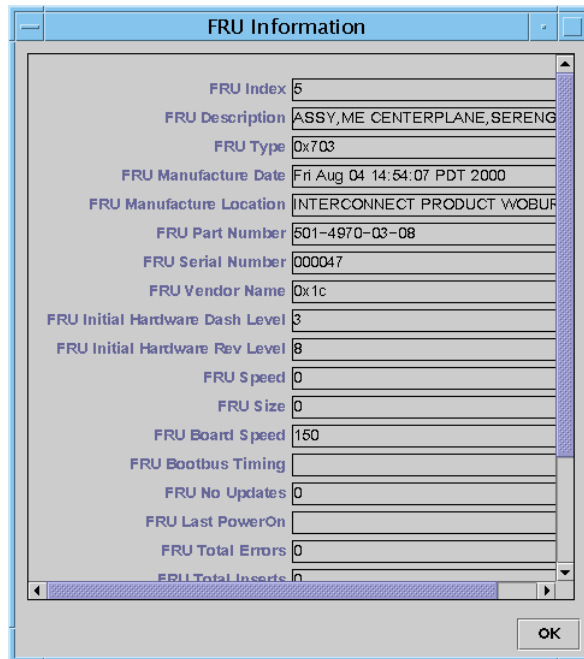 FRU Information
FRU Index 5
FRU Description ASSY,ME CENTERPLANE,SERENG
FRU Type 0x703
FRU Manufacture Date Fri Aug 04 14:54:07 PDT 2000
FRU Manufacture Location INTERCONNECT PRODUCT WOBUR
FRU Part Number 501-4970-03-08
FRU Serial Number 000047
FRU Vendor Name 0x1c
FRU Initial Hardware Dash Level 3
FRU Initial Hardware Rev Level 8
FRU Speed 0
FRU Size 0
FRU Board Speed 150
FRU Bootbus Timing
FRU No Updates 0
FRU Last PowerOn
FRU Total Errors 0
FRU Total Inserts 0
OK